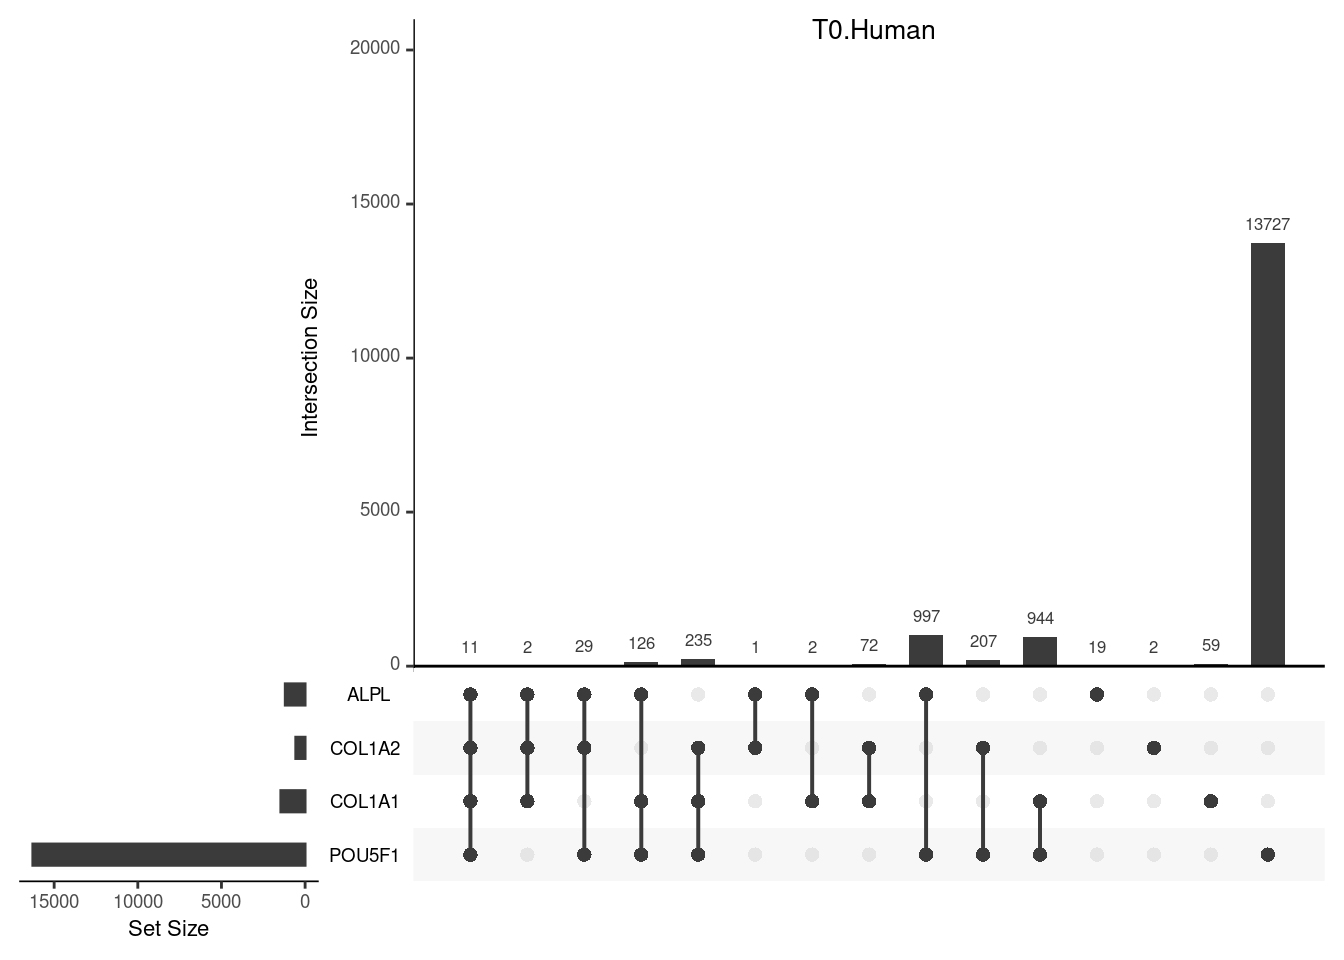 T0.Human
20000
15000
10000
5000
0
Intersection Size
11 2 29 126 235 1 2 72 997 207 944 19 2 59 13727
ALPL
COL1A2
COL1A1
POU5F1
15000 10000 5000 0
Set Size